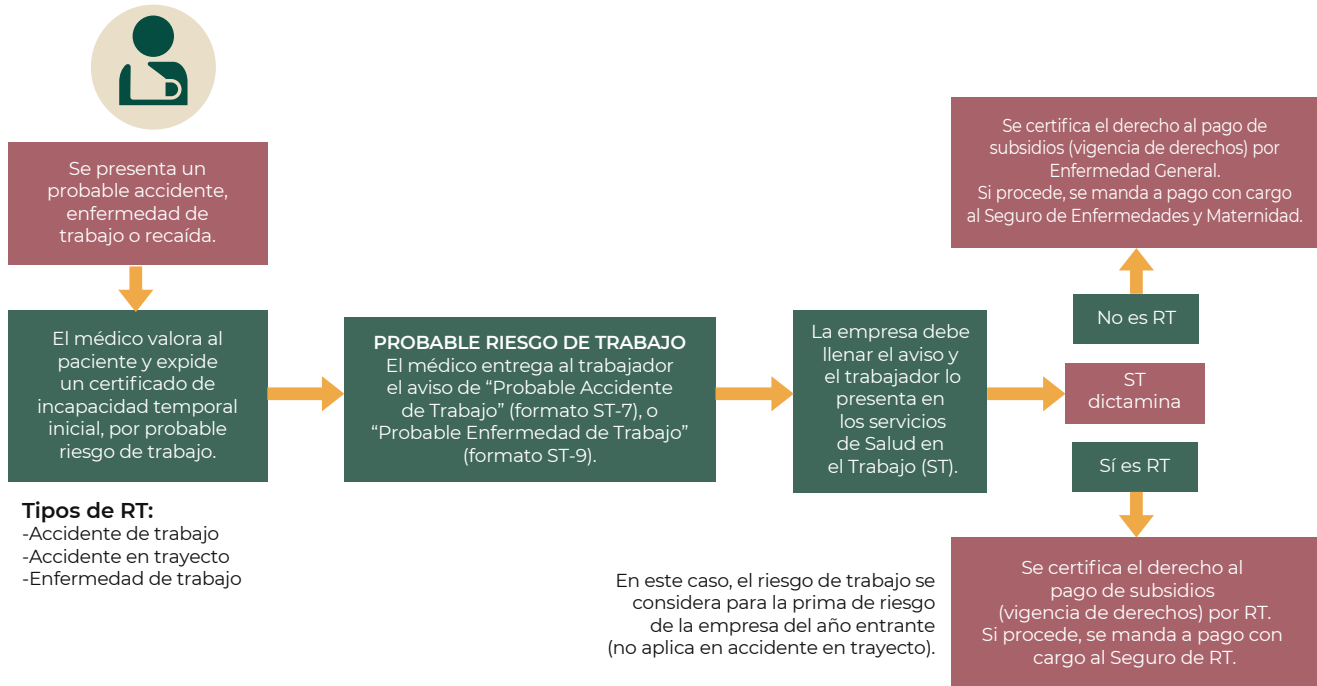 Se presenta un
probable accidente,
enfermedad de
trabajo o recaída.
El médico valora al
paciente y expide
un certificado de
incapacidad temporal
inicial, por probable
riesgo de trabajo.
Tipos de RT:
-Accidente de trabajo
-Accidente en trayecto
-Enfermedad de trabajo
PROBABLE RIESGO DE TRABAJO
El médico entrega al trabajador
el aviso de “Probable Accidente
de Trabajo” (formato ST-7), o
“Probable Enfermedad de Trabajo”
(formato ST-9).
La empresa debe
llenar el aviso y
el trabajador lo
presenta en
los servicios
de Salud en
el Trabajo (ST).
ST
dictamina
No es RT
Se certifica el derecho al pago de
subsidios (vigencia de derechos) por
Enfermedad General.
Si procede, se manda a pago con cargo
al Seguro de Enfermedades y Maternidad.
Sí es RT
Se certifica el derecho al
pago de subsidios
(vigencia de derechos) por RT.
Si procede, se manda a pago con
cargo al Seguro de RT.
En este caso, el riesgo de trabajo se
considera para la prima de riesgo
de la empresa del año entrante
(no aplica en accidente en trayecto).